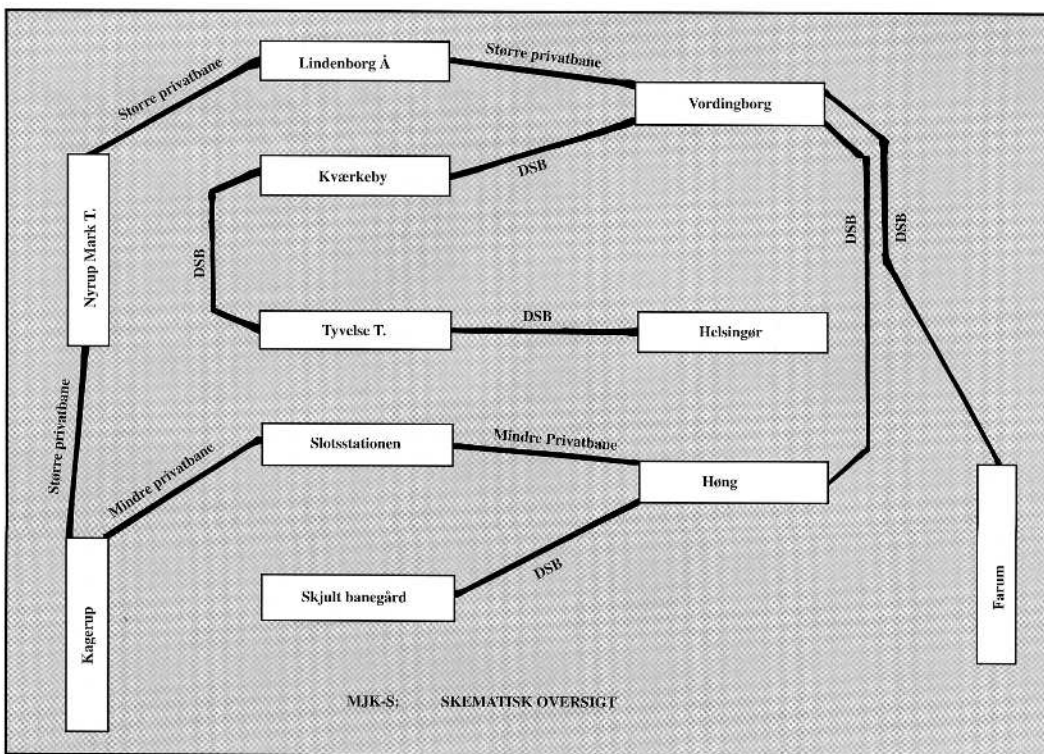 Lindenborg Å
Større privatbane
Større privatbane
Vordingborg
Kværkeby
DSB
Nyrup Mark T.
DSB
DSB
DSB
Tyvelse T.
DSB
Helsingør
Større privatbane
Mindre privatbane
Slotsstationen
Mindre Privatbane
Høng
DSB
Skjult banegård
Kagerup
Farum
MJK-S: SKEMATISK OVERSIGT